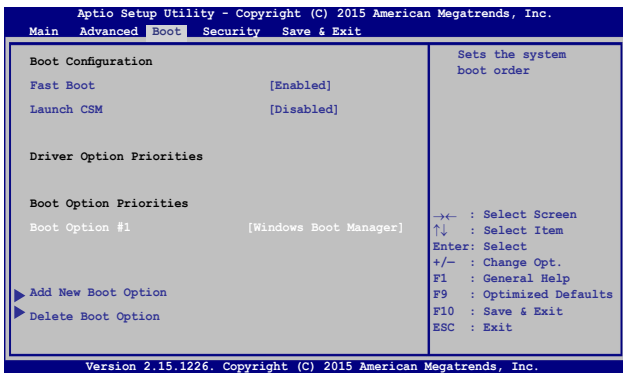 Aptio Setup Utility - Copyright (C) 2015 American Megatrends, Inc.
Main Advanced Boot Security Save & Exit
Boot Configuration
Fast Boot [Enabled]
Launch CSM [Disabled]
Driver Option Priorities
Boot Option Priorities
Boot Option #1 [Windows Boot Manager]
Add New Boot Option
Delete Boot Option
Sets the system
boot order
→← : Select Screen
↑↓ : Select Item
Enter: Select
+/— : Change Opt.
F1 : General Help
F9 : Optimized Defaults
F10 : Save & Exit
ESC : Exit
Version 2.15.1226. Copyright (C) 2015 American Megatrends, Inc.